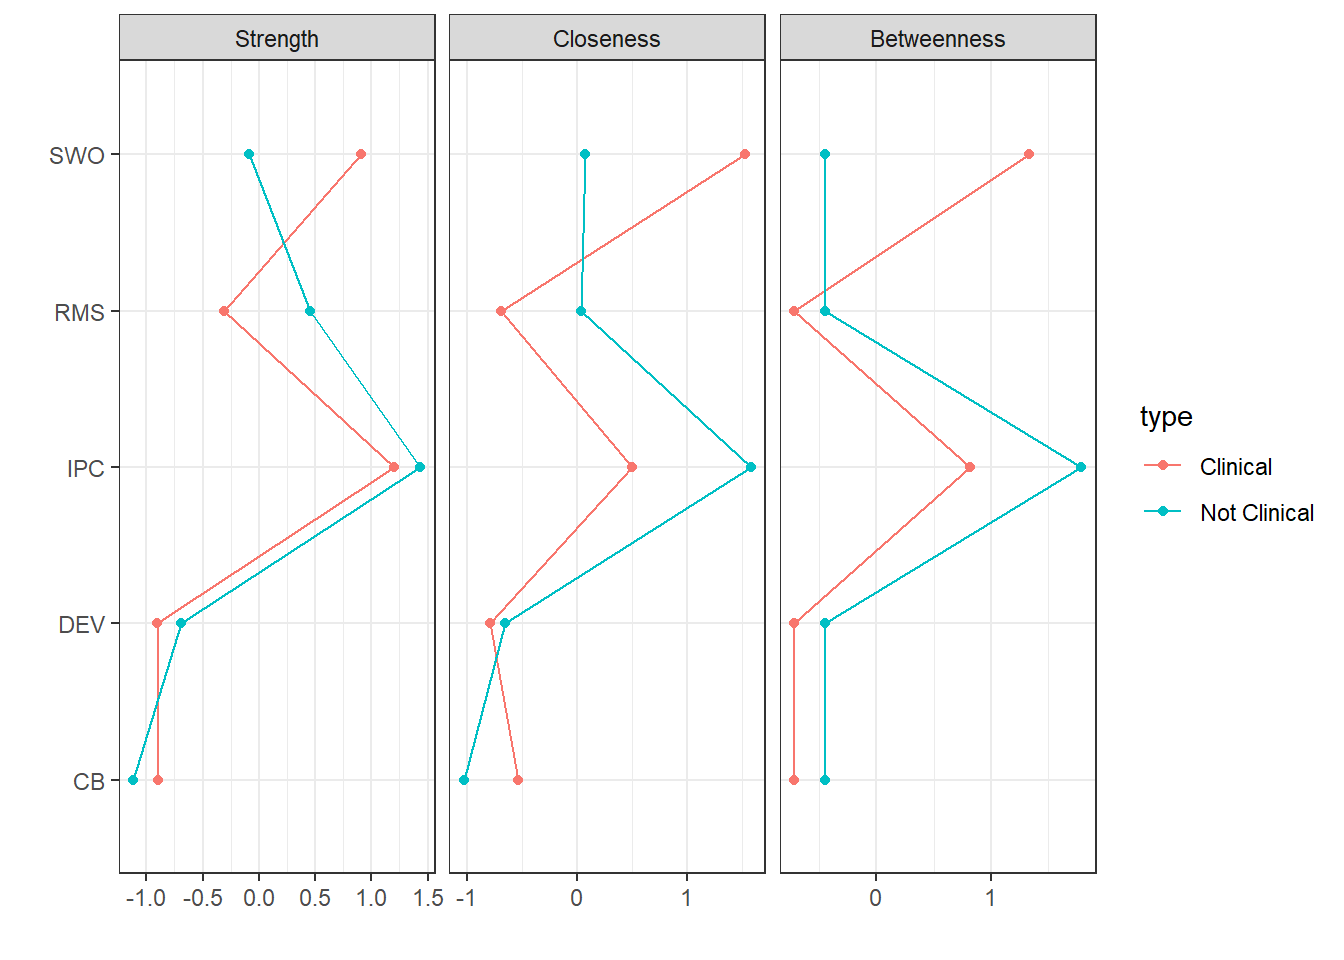 Strength Closeness Betweenness
SWO
RMS
IPC
DEV
CB
-1.0 -0.5 0.0 0.5 1.0 1.5 -1 0 1 0 1
type
Clinical
Not Clinical